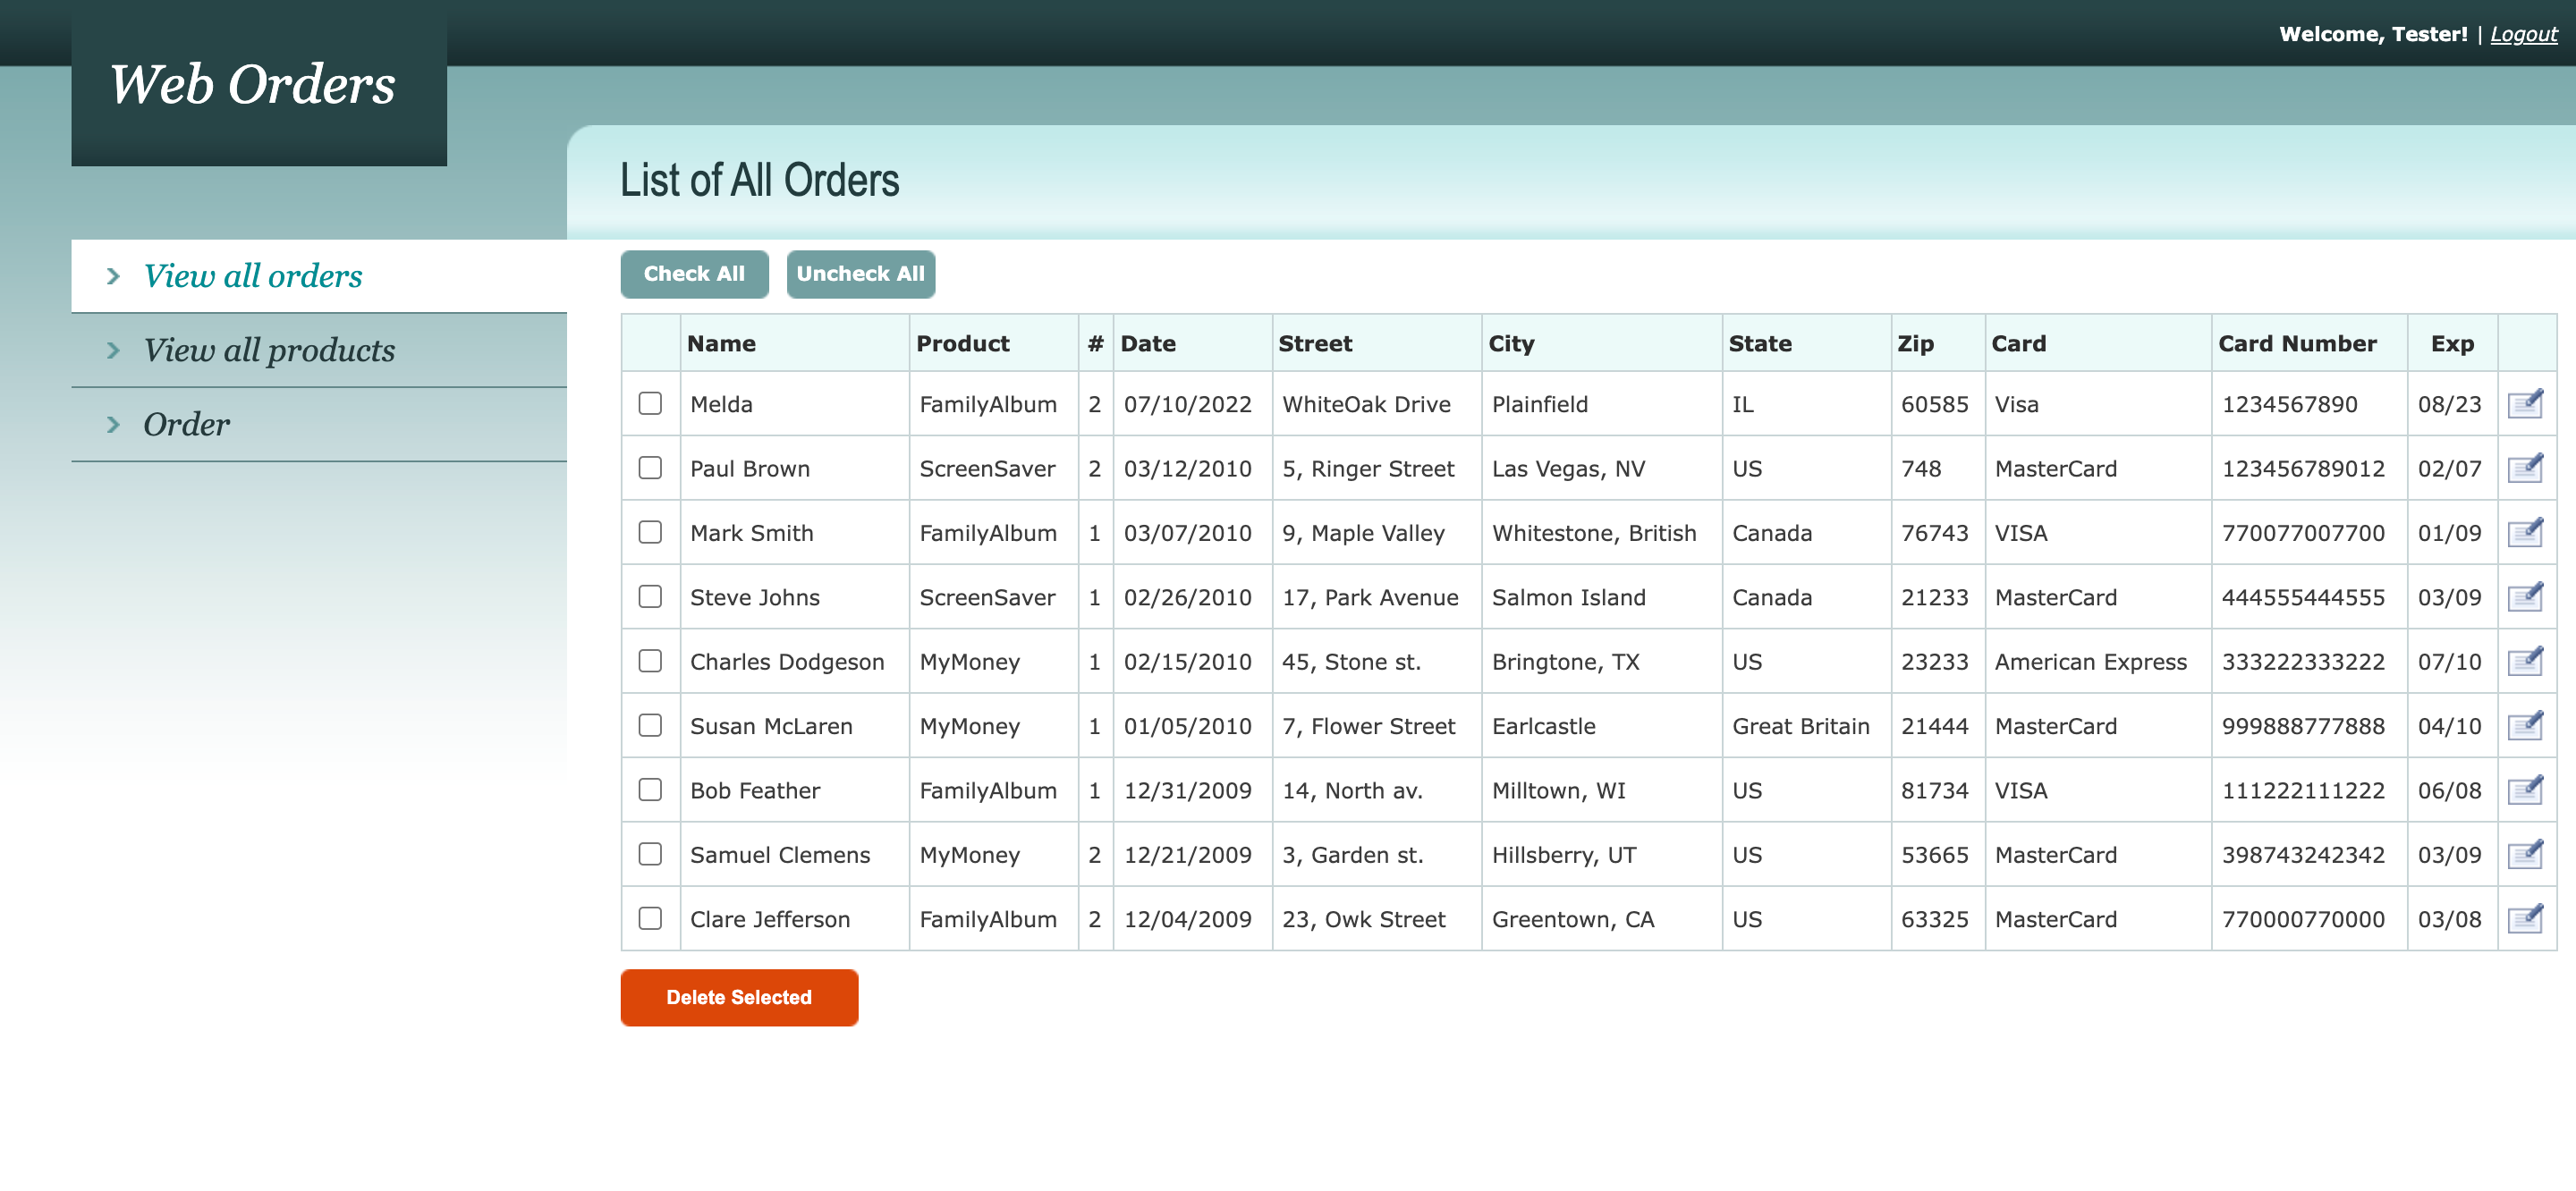 Welcome, Tester! | Logout
Web Orders
List of All Orders
View all orders
View all products
Order
Check All Uncheck All
Name Product # Date Street City State Zip Card Card Number Exp
Melda FamilyAlbum 2 07/10/2022 WhiteOak Drive Plainfield IL 60585 Visa 1234567890 08/23
Paul Brown ScreenSaver 2 03/12/2010 5, Ringer Street Las Vegas, NV US 748 MasterCard 123456789012 02/07
Mark Smith FamilyAlbum 1 03/07/2010 9, Maple Valley Whitestone, British Canada 76743 VISA 770077007700 01/09
Steve Johns ScreenSaver 1 02/26/2010 17, Park Avenue Salmon Island Canada 21233 MasterCard 444555444555 03/09
Charles Dodgeson MyMoney 1 02/15/2010 45, Stone st. Bringtone, TX US 23233 American Express 333222333222 07/10
Susan McLaren MyMoney 1 01/05/2010 7, Flower Street Earlcastle Great Britain 21444 MasterCard 999888777888 04/10
Bob Feather FamilyAlbum 1 12/31/2009 14, North av. Milltown, WI US 81734 VISA 111222111222 06/08
Samuel Clemens MyMoney 2 12/21/2009 3, Garden st. Hillsberry, UT US 53665 MasterCard 398743242342 03/09
Clare Jefferson FamilyAlbum 2 12/04/2009 23, Owk Street Greentown, CA US 63325 MasterCard 770000770000 03/08
Delete Selected